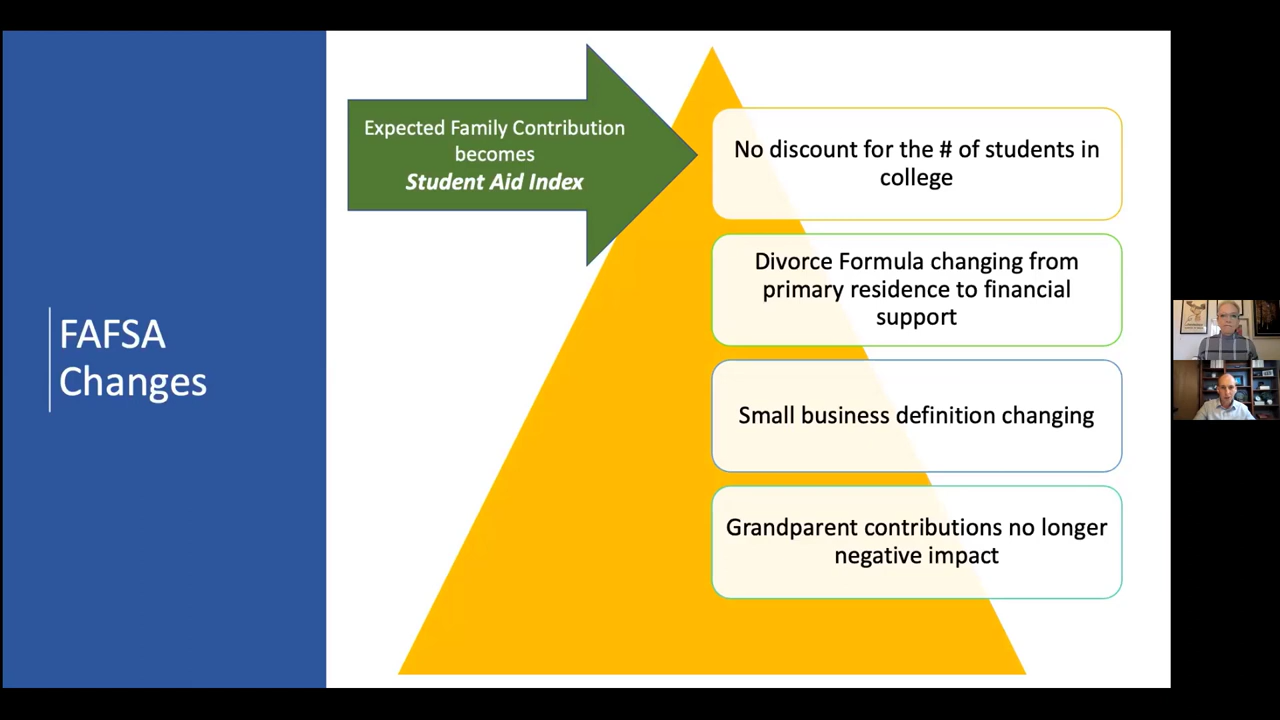 FAFSA
Changes
Expected Family Contribution
becomes
Student Aid Index
No discount for the # of students in
college
Divorce Formula changing from
primary residence to financial
support
Small business definition changing
Grandparent contributions no longer
negative impact